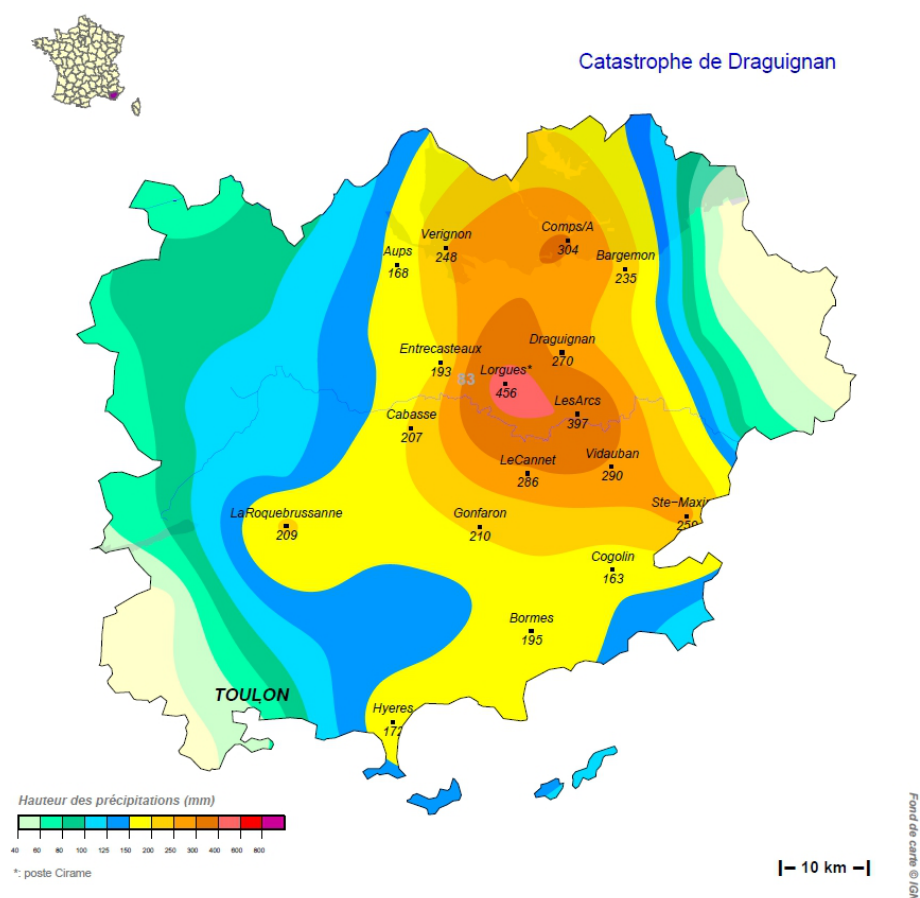 Catastrophe de Draguignan
Comps/A
304
Verignon
248
Aups
168
Bargemon
235
Draguignan
270
Entrecasteaux
193
83
Lorgues*
456
LesArcs
397
Cabasse
207
LeCannet
286
Vidauban
290
Ste-Maxi
250
LaRoquebrussanne
209
Gonfaron
210
Cogolin
163
Bormes
195
TOULON
Hyeres
172
Hauteur des précipitations (mm)
40 60 80 100 125 150 200 250 300 400 600 800
*: poste Cirame
10 km
Fond de carte © IGN